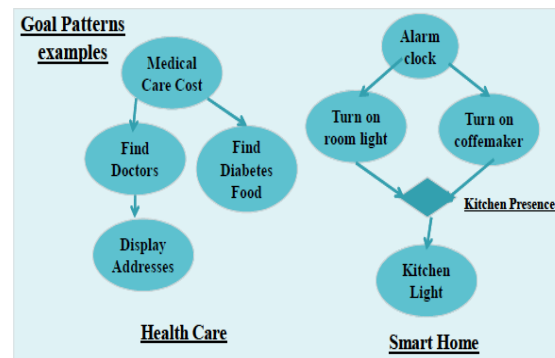 Goal Patterns
examples
Medical
Care Cost
Find
Doctors
Find
Diabetes
Food
Display
Addresses
Health Care
Alarm
clock
Turn on
room light
Turn on
coffemaker
Kitchen Presence
Kitchen
Light
Smart Home